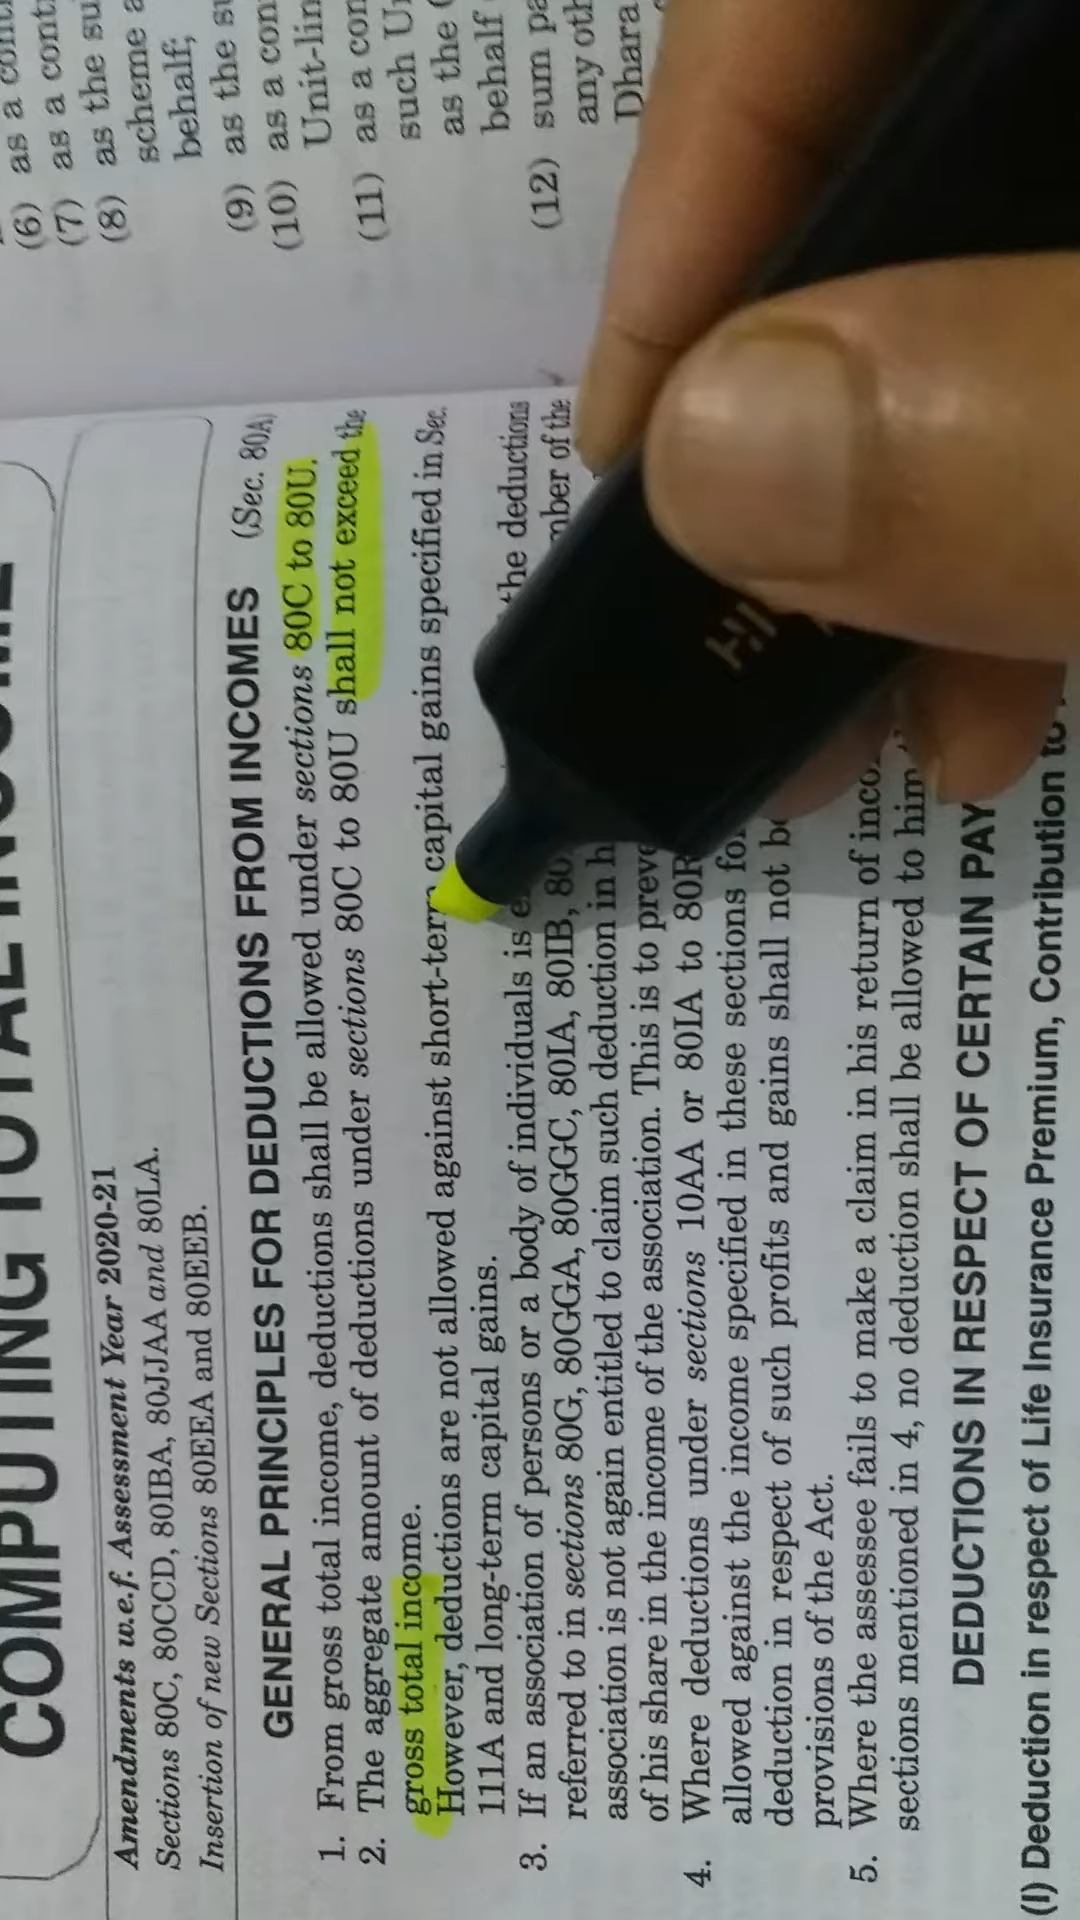 COMPUTING TOTAL INCOME
Amendments w.e.f. Assessment Year 2020-21
Sections 80C, 80CCD, 80IBA, 80JJAA and 80LA.
Insertion of new Sections 80EEA and 80EEB.
GENERAL PRINCIPLES FOR DEDUCTIONS FROM INCOMES (Sec. 80A)
1. From gross total income, deductions shall be allowed under sections 80C to 80U.
2. The aggregate amount of deductions under sections 80C to 80U shall not exceed the
gross total income.
However, deductions are not allowed against short-term capital gains specified in Sec.
111A and long-term capital gains.
3. If an association of persons or a body of individuals is the deductions
referred to in sections 80G, 80GGA, 80GGC, 80IA, 80IB, of the
association is not again entitled to claim such deduction in
of his share in the income of the association. This is to
4. Where deductions under sections 10AA or 80IA to
allowed against the income specified in these sections
deduction in respect of such profits and gains shall not
provisions of the Act.
5. Where the assessee fails to make a claim in his return of
sections mentioned in 4, no deduction shall be allowed to him
DEDUCTIONS IN RESPECT OF CERTAIN
(I) Deduction in respect of Life Insurance Premium, Contribution to
(6) as a
(7) as a
(8) as the
scheme
behalf;
(9) as the
(10) as a
(11) as a
such
as the
behalf
(12) sum
any
Dhara